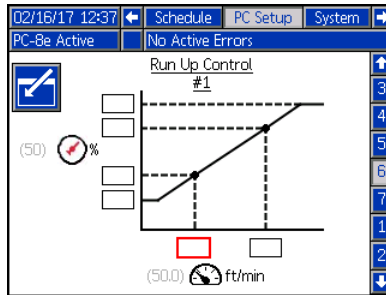 02/16/17 12:37 Schedule PC Setup System
PC-8e Active No Active Errors
Run Up Control
#1
3
4
5
6
7
1
2
(50) %
(50.0) ft/min